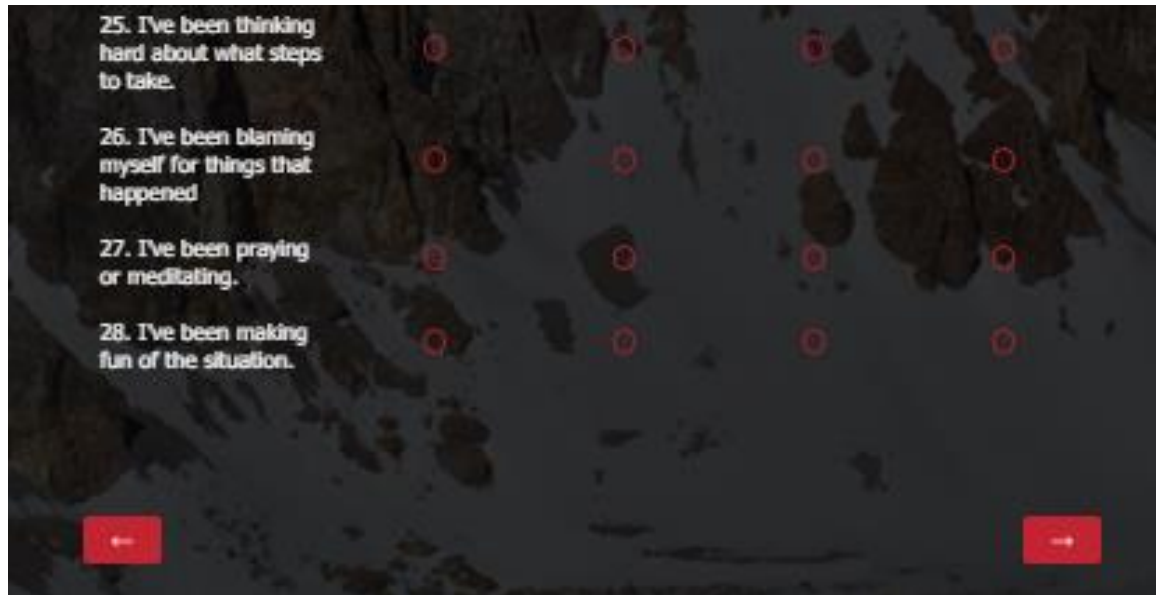 25. I've been thinking
hard about what steps
to take.
26. I've been blaming
myself for things that
happened
27. I've been praying
or meditating.
28. I've been making
fun of the situation.
←
→